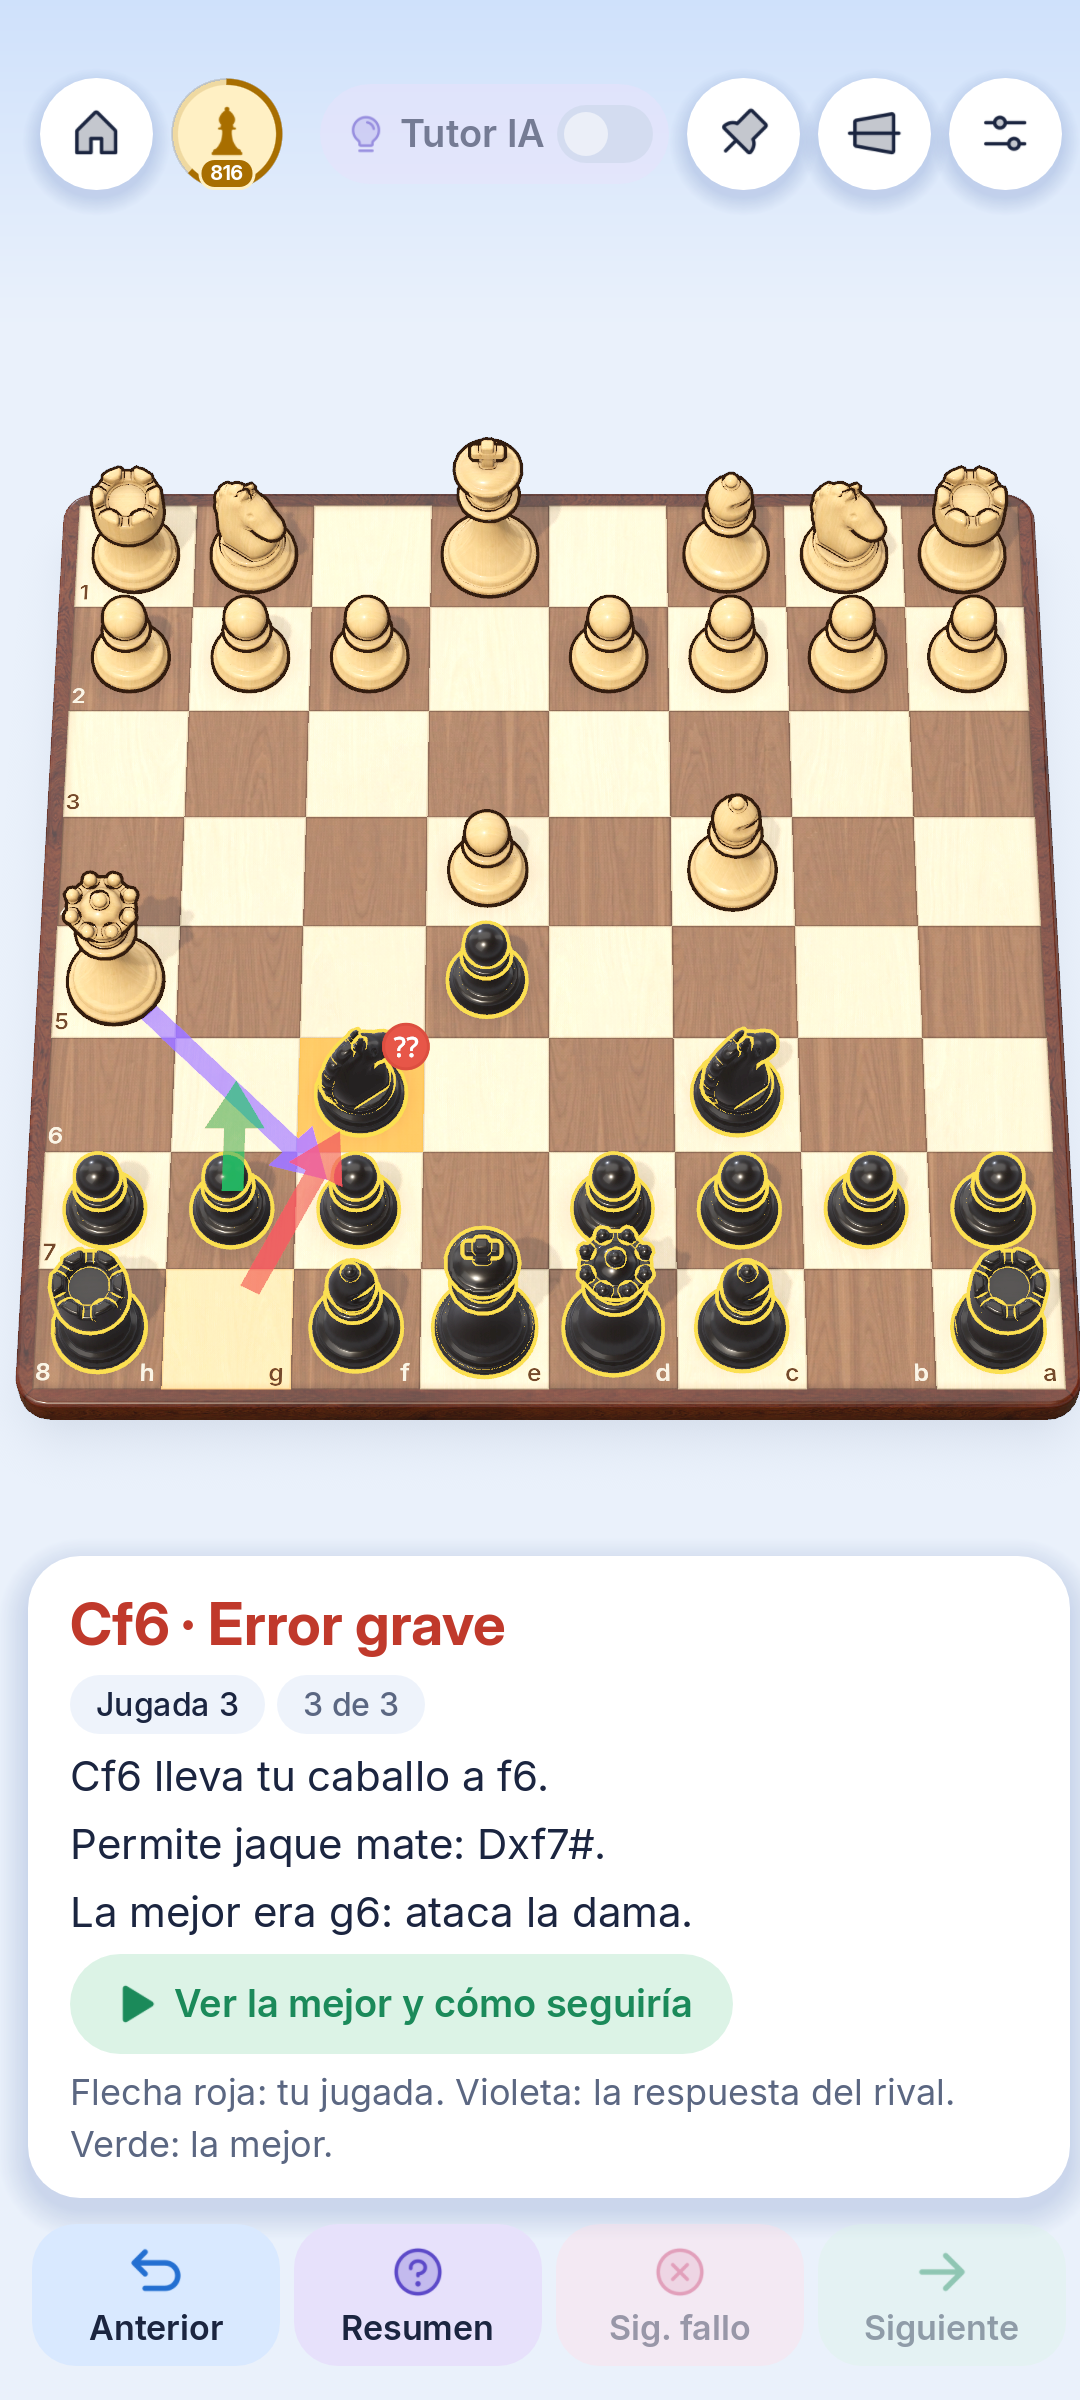 816
Tutor IA
1
2
3
5
6
7
8
h
g
f
e
d
c
b
a
??
Cf6 · Error grave
Jugada 3
3 de 3
Cf6 lleva tu caballo a f6.
Permite jaque mate: Dxf7#.
La mejor era g6: ataca la dama.
Ver la mejor y cómo seguiría
Flecha roja: tu jugada. Violeta: la respuesta del rival.
Verde: la mejor.
Anterior
Resumen
Sig. fallo
Siguiente